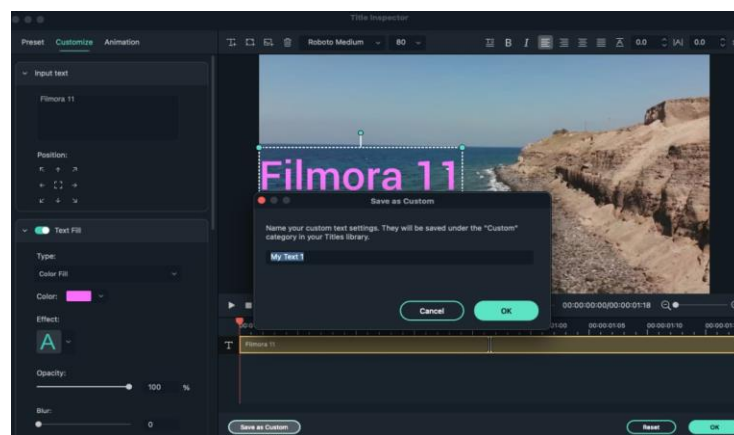 Title Inspector
Preset Customize Animation
Roboto Medium 80 B I 0.0 |A| 0.0
Input text
Filmora 11
Position:
Text Fill
Type:
Color Fill
Color:
Effect:
A
Opacity:
100 %
Blur:
0
Filmora 11
Save as Custom
Name your custom text settings. They will be saved under the "Custom"
category in your Titles library.
My Text 1
Cancel OK
00:00:00:00/00:00:01:18
00:00:01:05 00:00:01:10
T Filmora 11
Save as Custom Reset OK